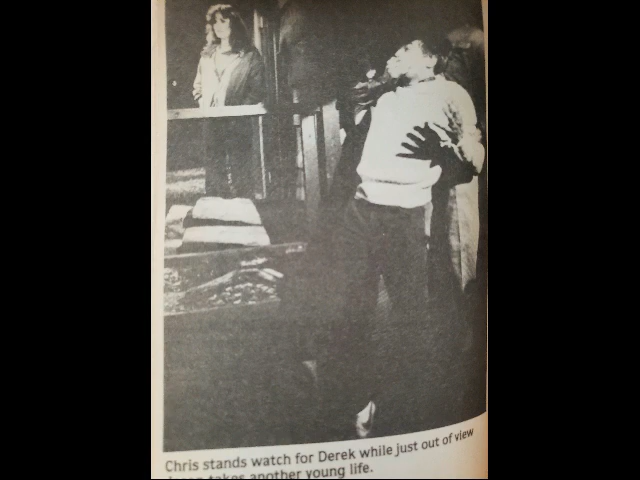 Chris stands watch for Derek while just out of view
takes another young life.